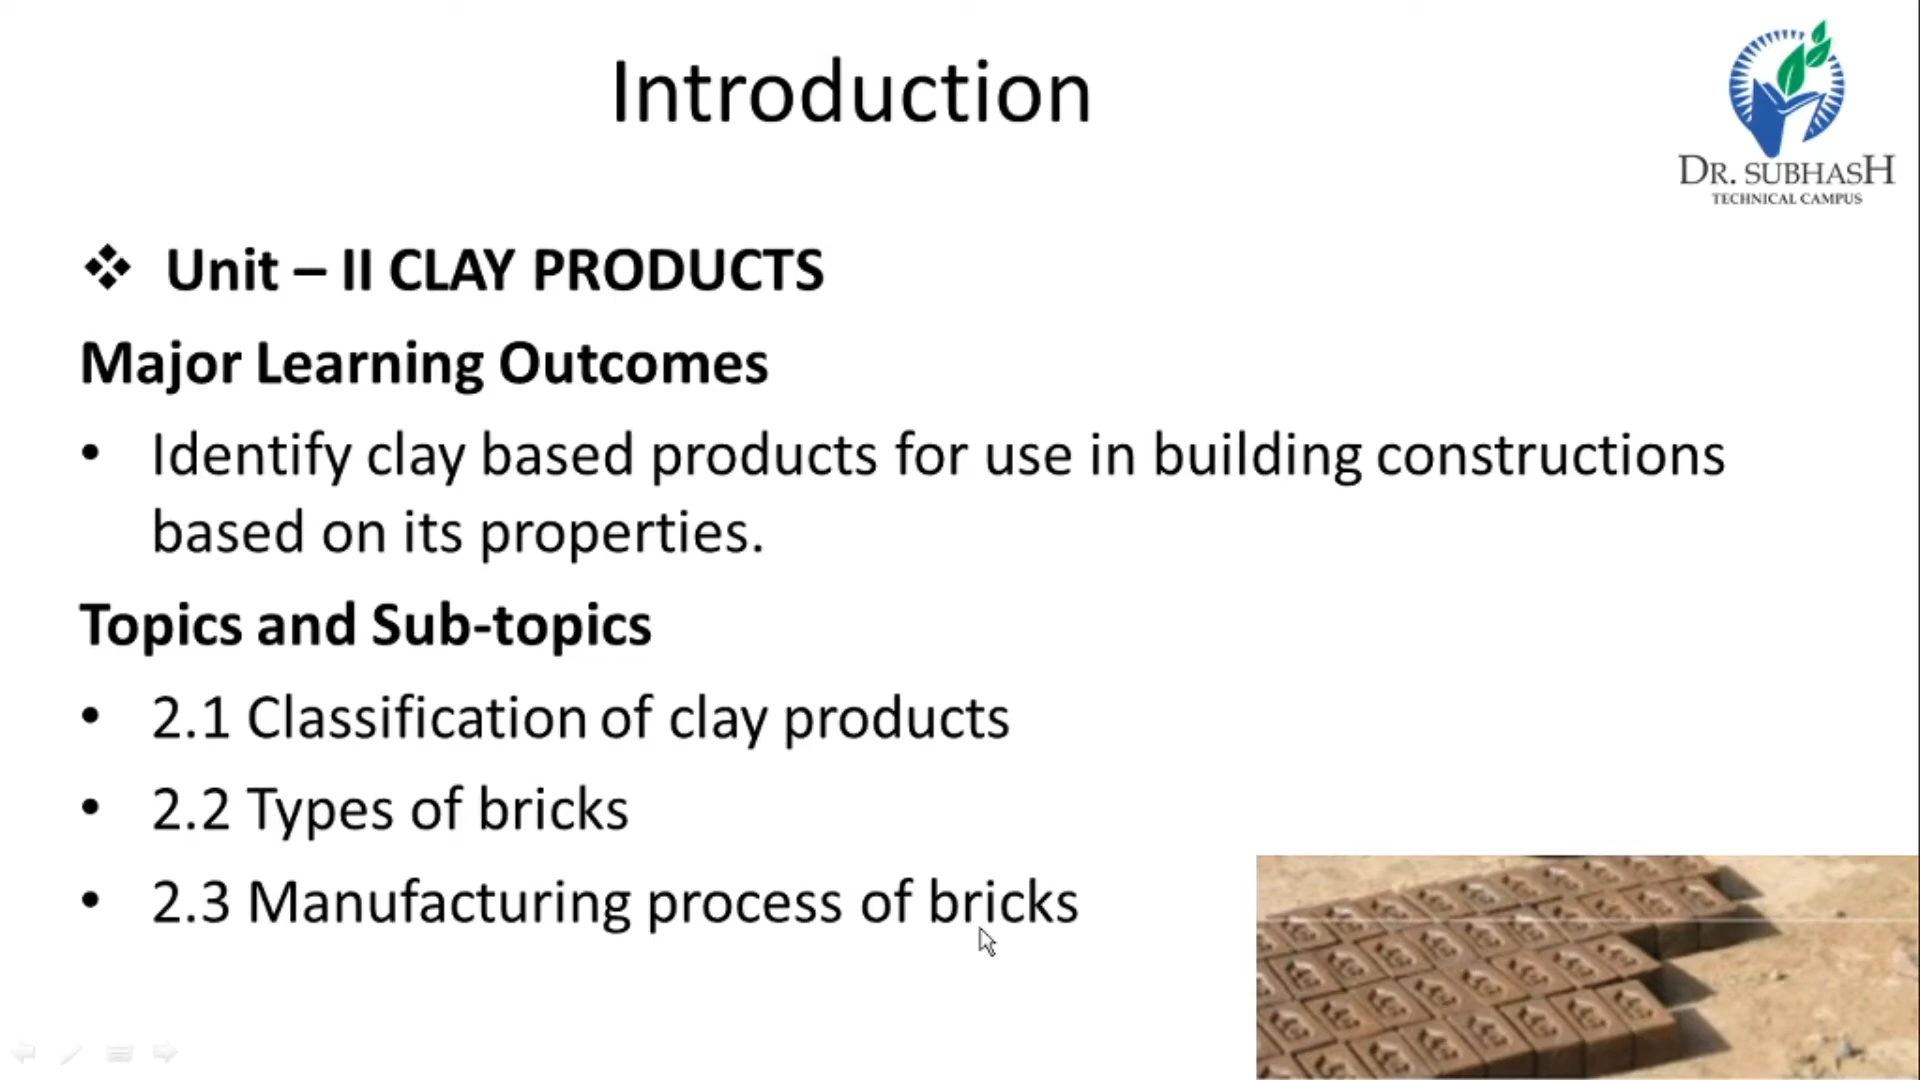 Introduction
DR. SUBHASH
TECHNICAL CAMPUS
❖ Unit – II CLAY PRODUCTS
Major Learning Outcomes
• Identify clay based products for use in building constructions
based on its properties.
Topics and Sub-topics
• 2.1 Classification of clay products
• 2.2 Types of bricks
• 2.3 Manufacturing process of bricks